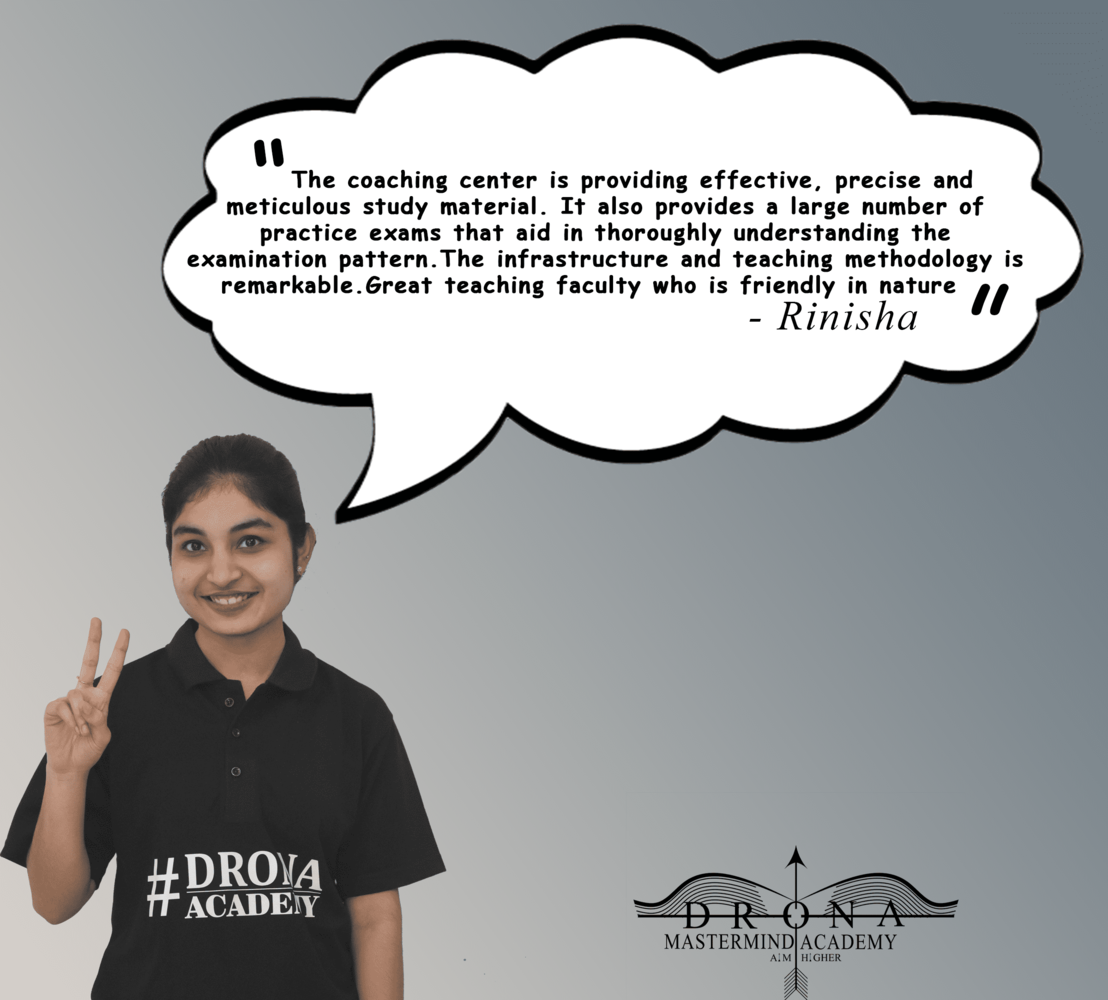 "The coaching center is providing effective, precise and
meticulous study material. It also provides a large number of
practice exams that aid in thoroughly understanding the
examination pattern.The infrastructure and teaching methodology is
remarkable.Great teaching faculty who is friendly in nature "
- Rinisha
#DRONA
ACADEMY
DRONA
MASTERMIND ACADEMY
AIM HIGHER